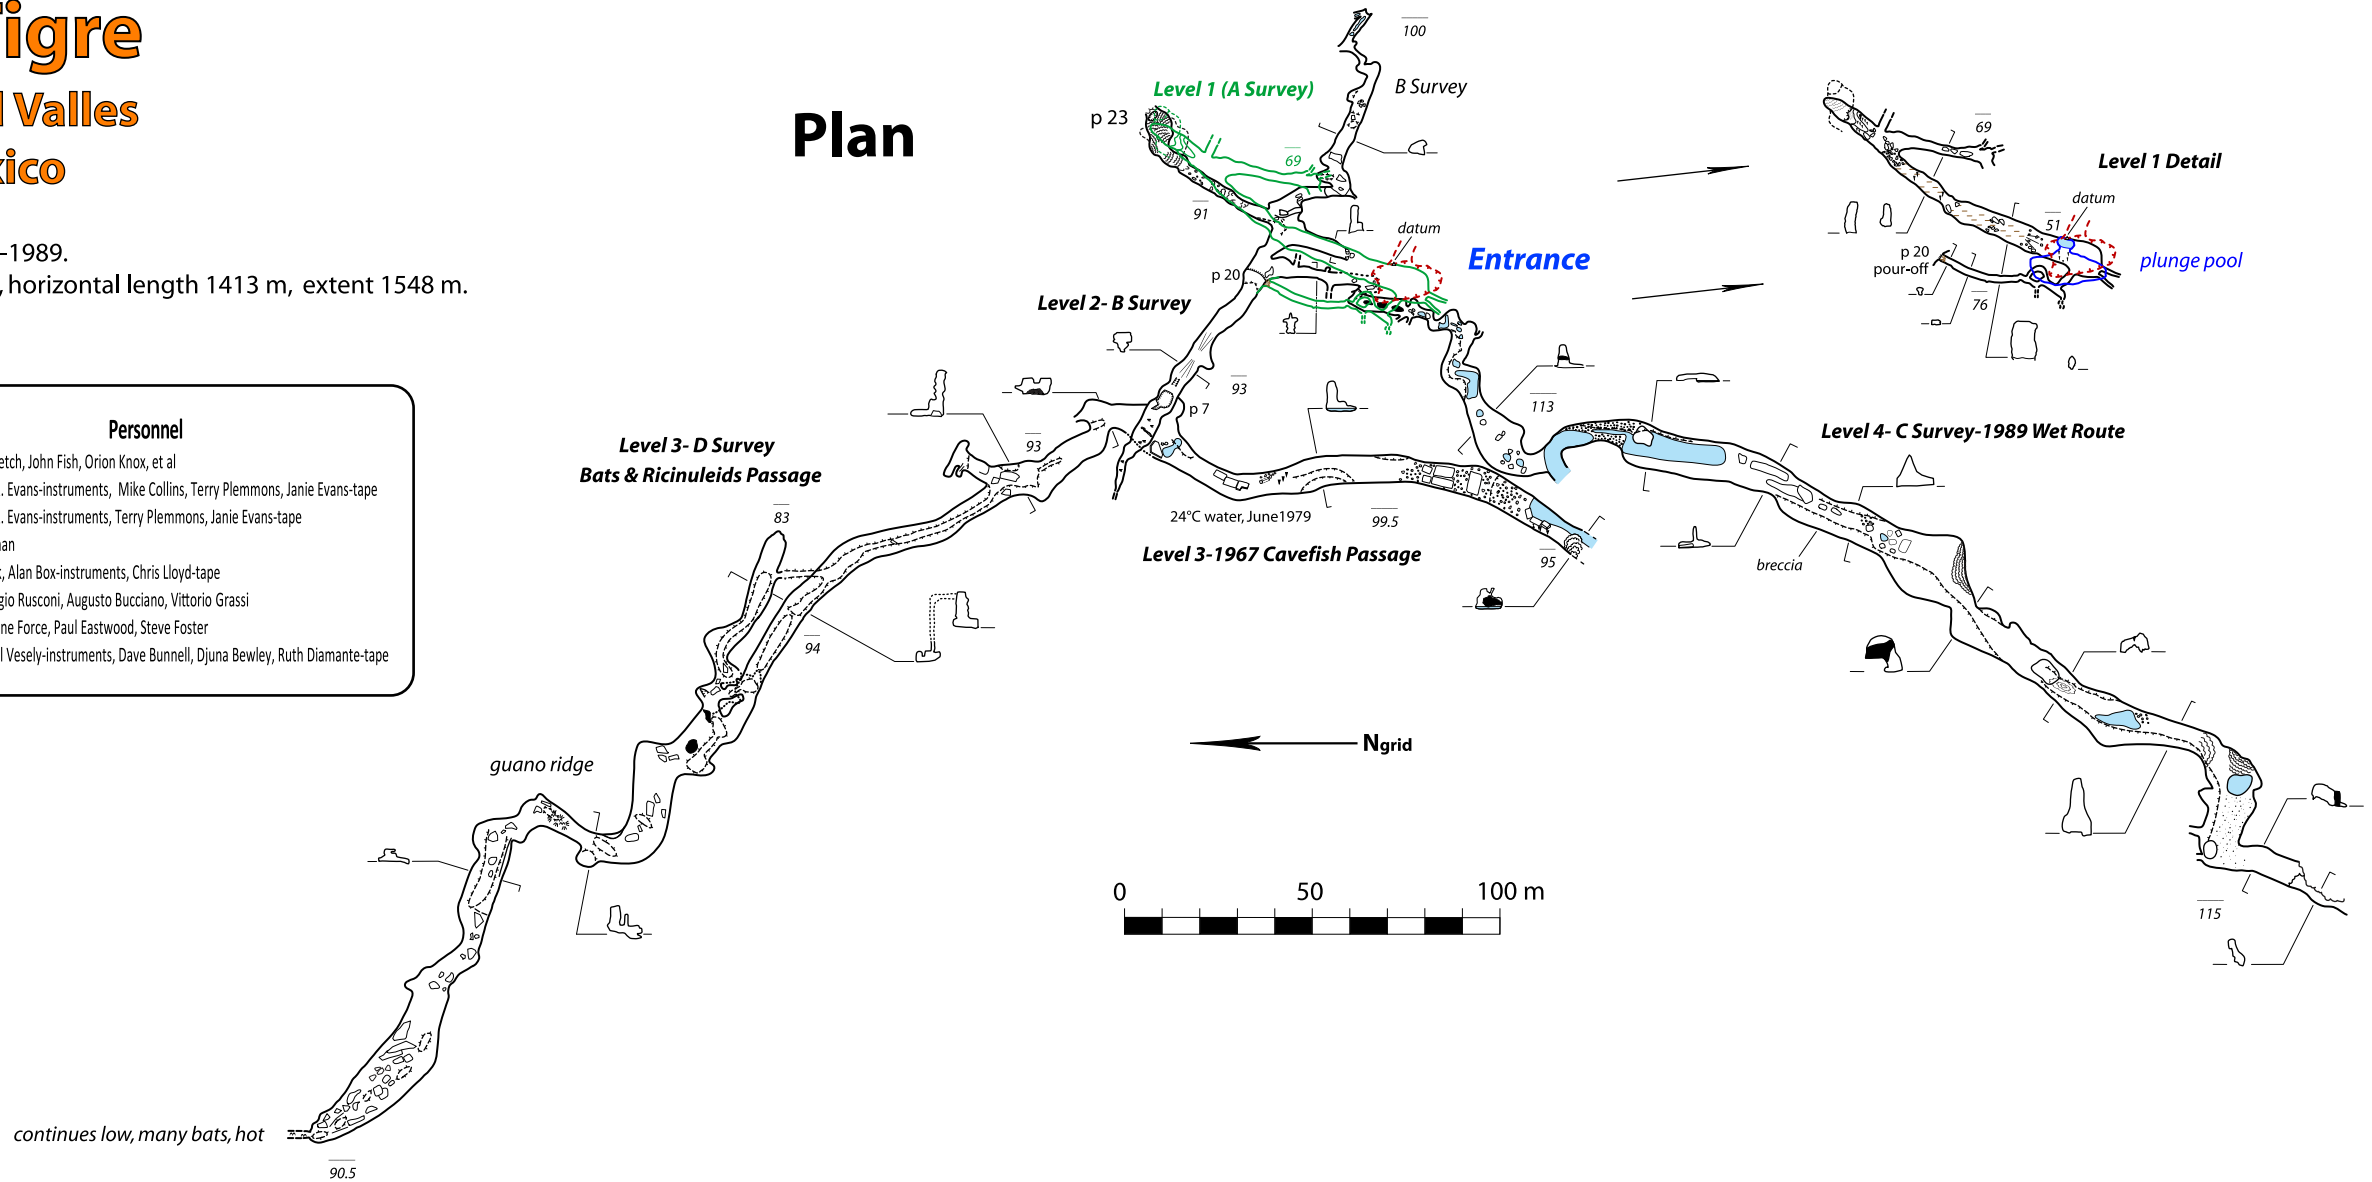 igre
Valles
xico
-1989.
, horizontal length 1413 m, extent 1548 m.
Personnel
etch, John Fish, Orion Knox, et al
. Evans-instruments, Mike Collins, Terry Plemmons, Janie Evans-tape
. Evans-instruments, Terry Plemmons, Janie Evans-tape
an
, Alan Box-instruments, Chris Lloyd-tape
gio Rusconi, Augusto Bucciano, Vittorio Grassi
ne Force, Paul Eastwood, Steve Foster
l Vesely-instruments, Dave Bunnell, Djuna Bewley, Ruth Diamante-tape
Plan
100
B Survey
Level 1 (A Survey)
p 23
69
91
datum
Entrance
p 20
Level 2- B Survey
93
p 7
113
Level 3- D Survey
Bats & Ricinuleids Passage
93
83
94
24°C water, June1979
99.5
Level 3-1967 Cavefish Passage
95
Level 1 Detail
69
datum
51
p 20
pour-off
plunge pool
76
Level 4- C Survey-1989 Wet Route
breccia
115
Ngrid
guano ridge
0 50 100 m
continues low, many bats, hot
90.5